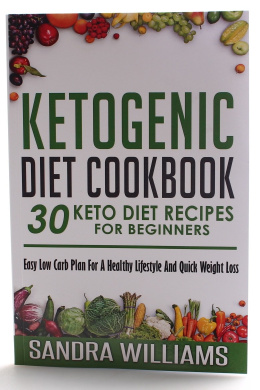 KETOGENIC
DIET COOKBOOK
30 KETO DIET RECIPES
FOR BEGINNERS
Easy Low Carb Plan For A Healthy Lifestyle And Quick Weight Loss
SANDRA WILLIAMS